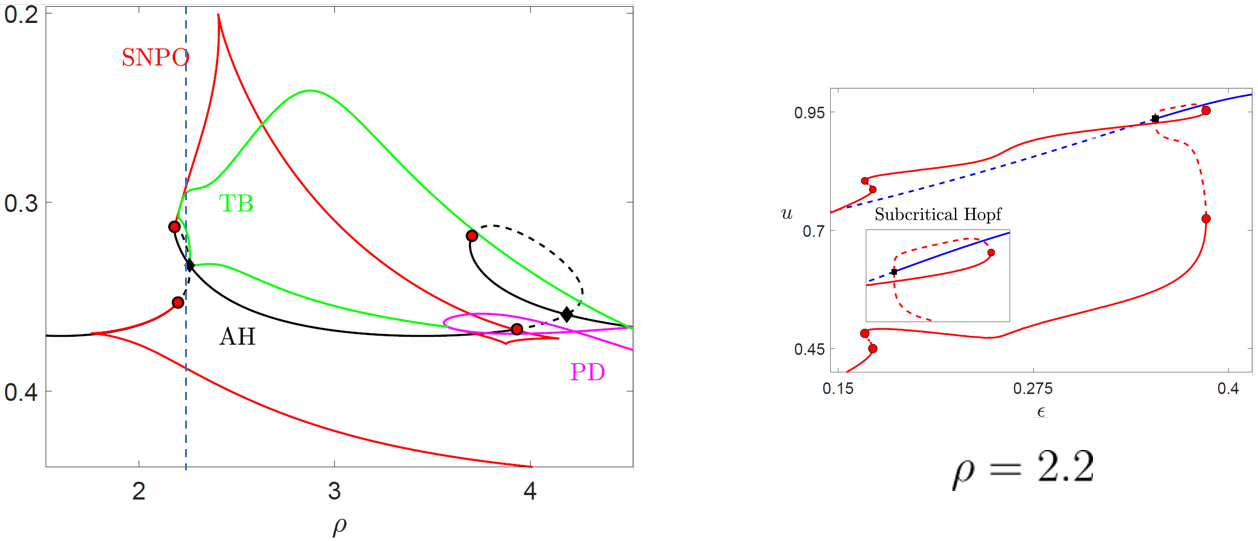 0.2
SNPO
0.3
TB
AH
PD
0.4
2
3
4
ρ
0.95
u
0.7
Subcritical Hopf
0.45
0.15
0.275
0.4
ϵ
ρ = 2.2